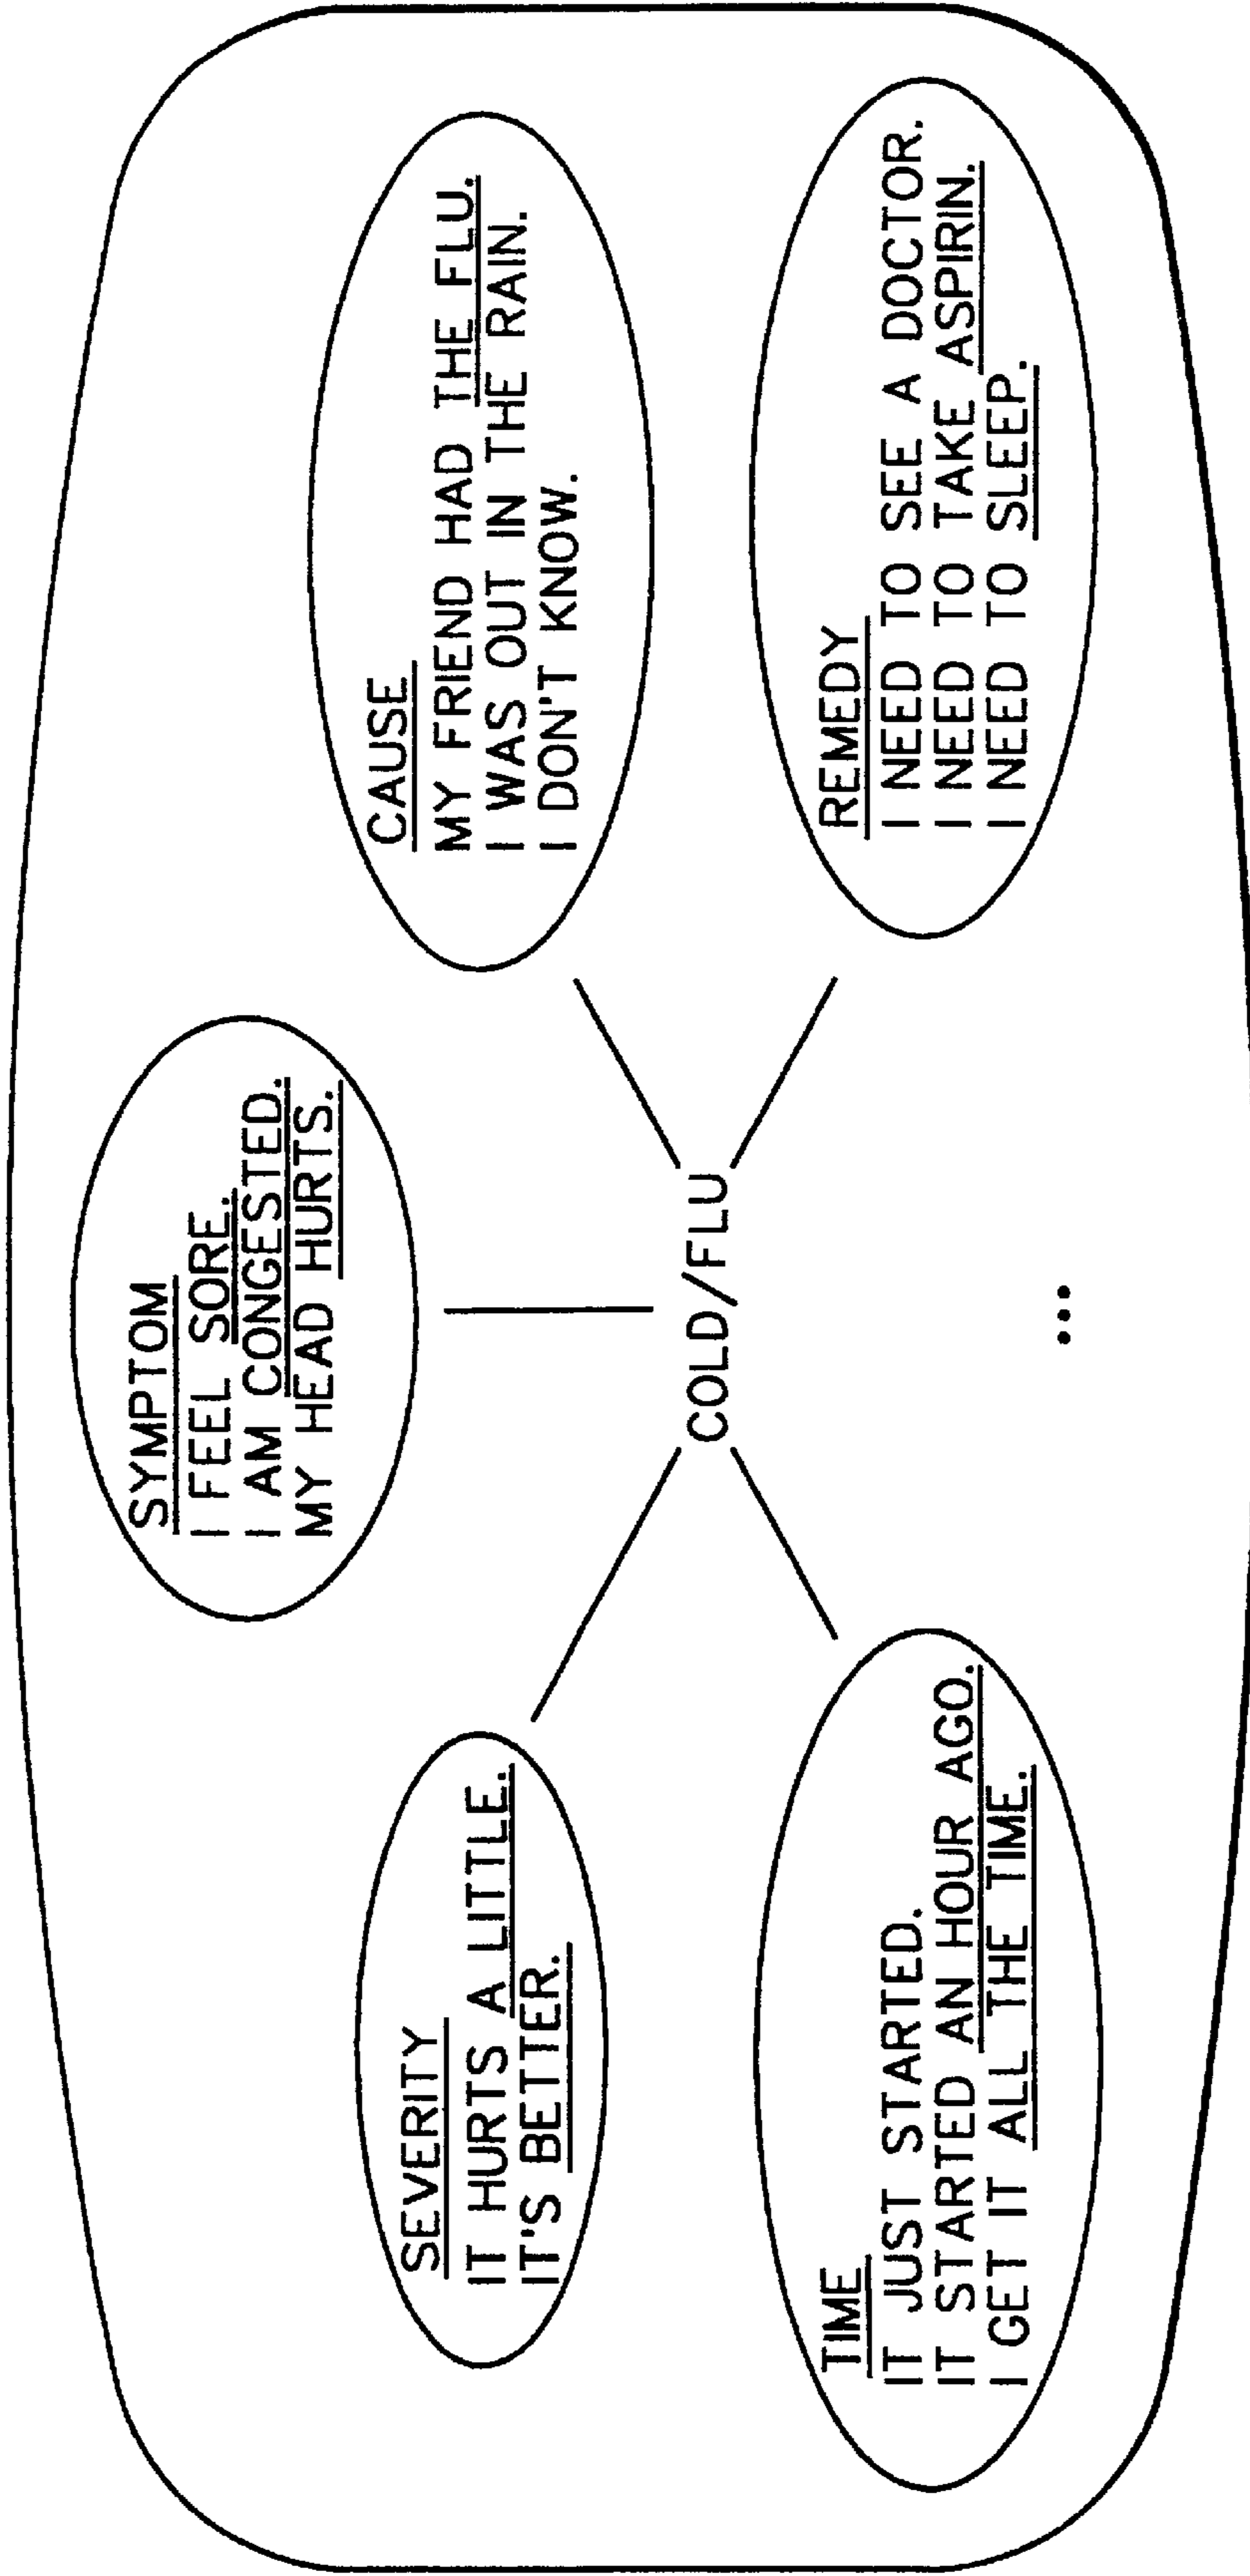 SYMPTOM
I FEEL SORE.
I AM CONGESTED.
MY HEAD HURTS.
SEVERITY
IT HURTS A LITTLE.
IT'S BETTER.
CAUSE
MY FRIEND HAD THE FLU.
I WAS OUT IN THE RAIN.
I DON'T KNOW.
COLD/FLU
TIME
IT JUST STARTED.
IT STARTED AN HOUR AGO.
I GET IT ALL THE TIME.
REMEDY
I NEED TO SEE A DOCTOR.
I NEED TO TAKE ASPIRIN.
I NEED TO SLEEP.
...